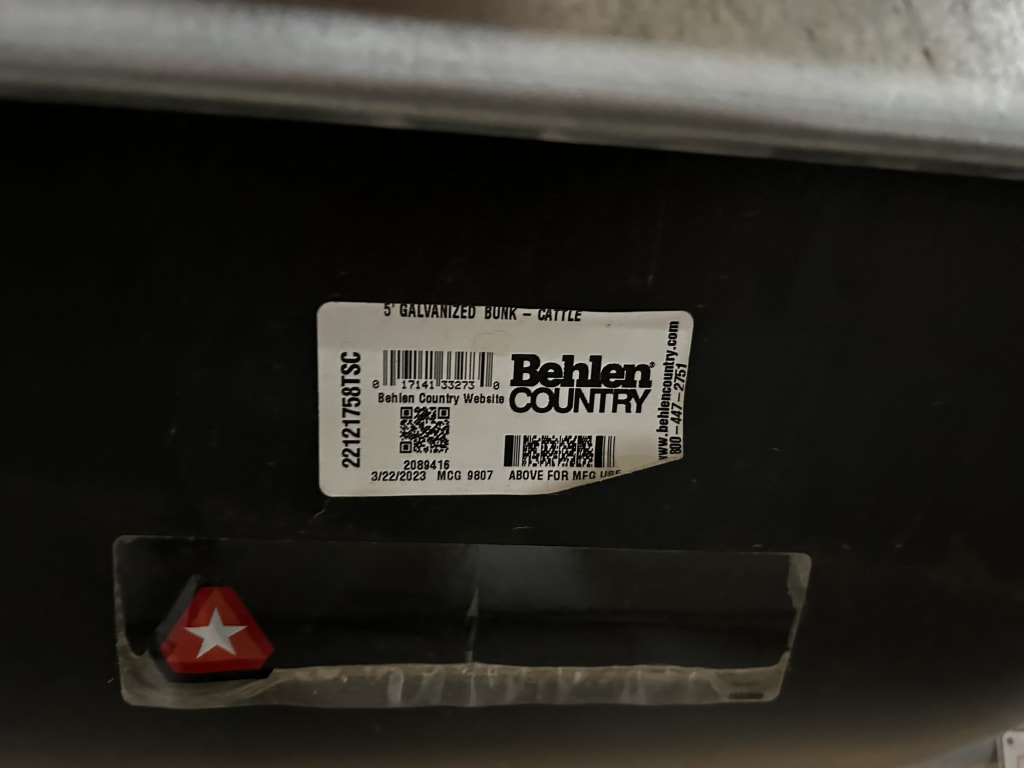 5' GALVANIZED BUNK - CATTLE
22121758TSC
0 17141 33273 0
Behlen Country Website
Behlen®
COUNTRY
www.behlencountry.com
800-447-2751
2089416
3/22/2023 MCG 9807
ABOVE FOR MFG USE